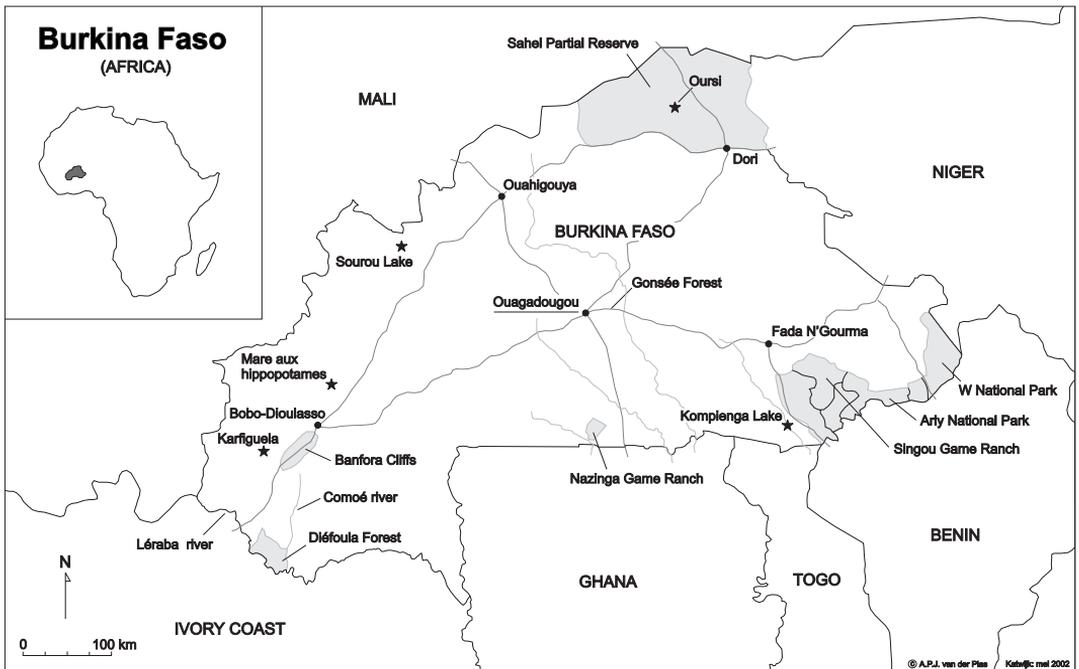 Burkina Faso
(AFRICA)
Sahel Partial Reserve
Oursi
MALI
Dori
NIGER
Ouahigouya
BURKINA FASO
Sourou Lake
Gonsée Forest
Ouagadougou
Fada N'Gourma
Mare aux
hippopotames
W National Park
Bobo-Dioulasso
Kompienga Lake
Arly National Park
Karfiguela
Singou Game Ranch
Banfora Cliffs
Nazinga Game Ranch
Comoé river
Léraba river
Diéfoula Forest
BENIN
N
GHANA
TOGO
IVORY COAST
0 100 km
© A.P.J. van der Plas Katwijk: mei 2002